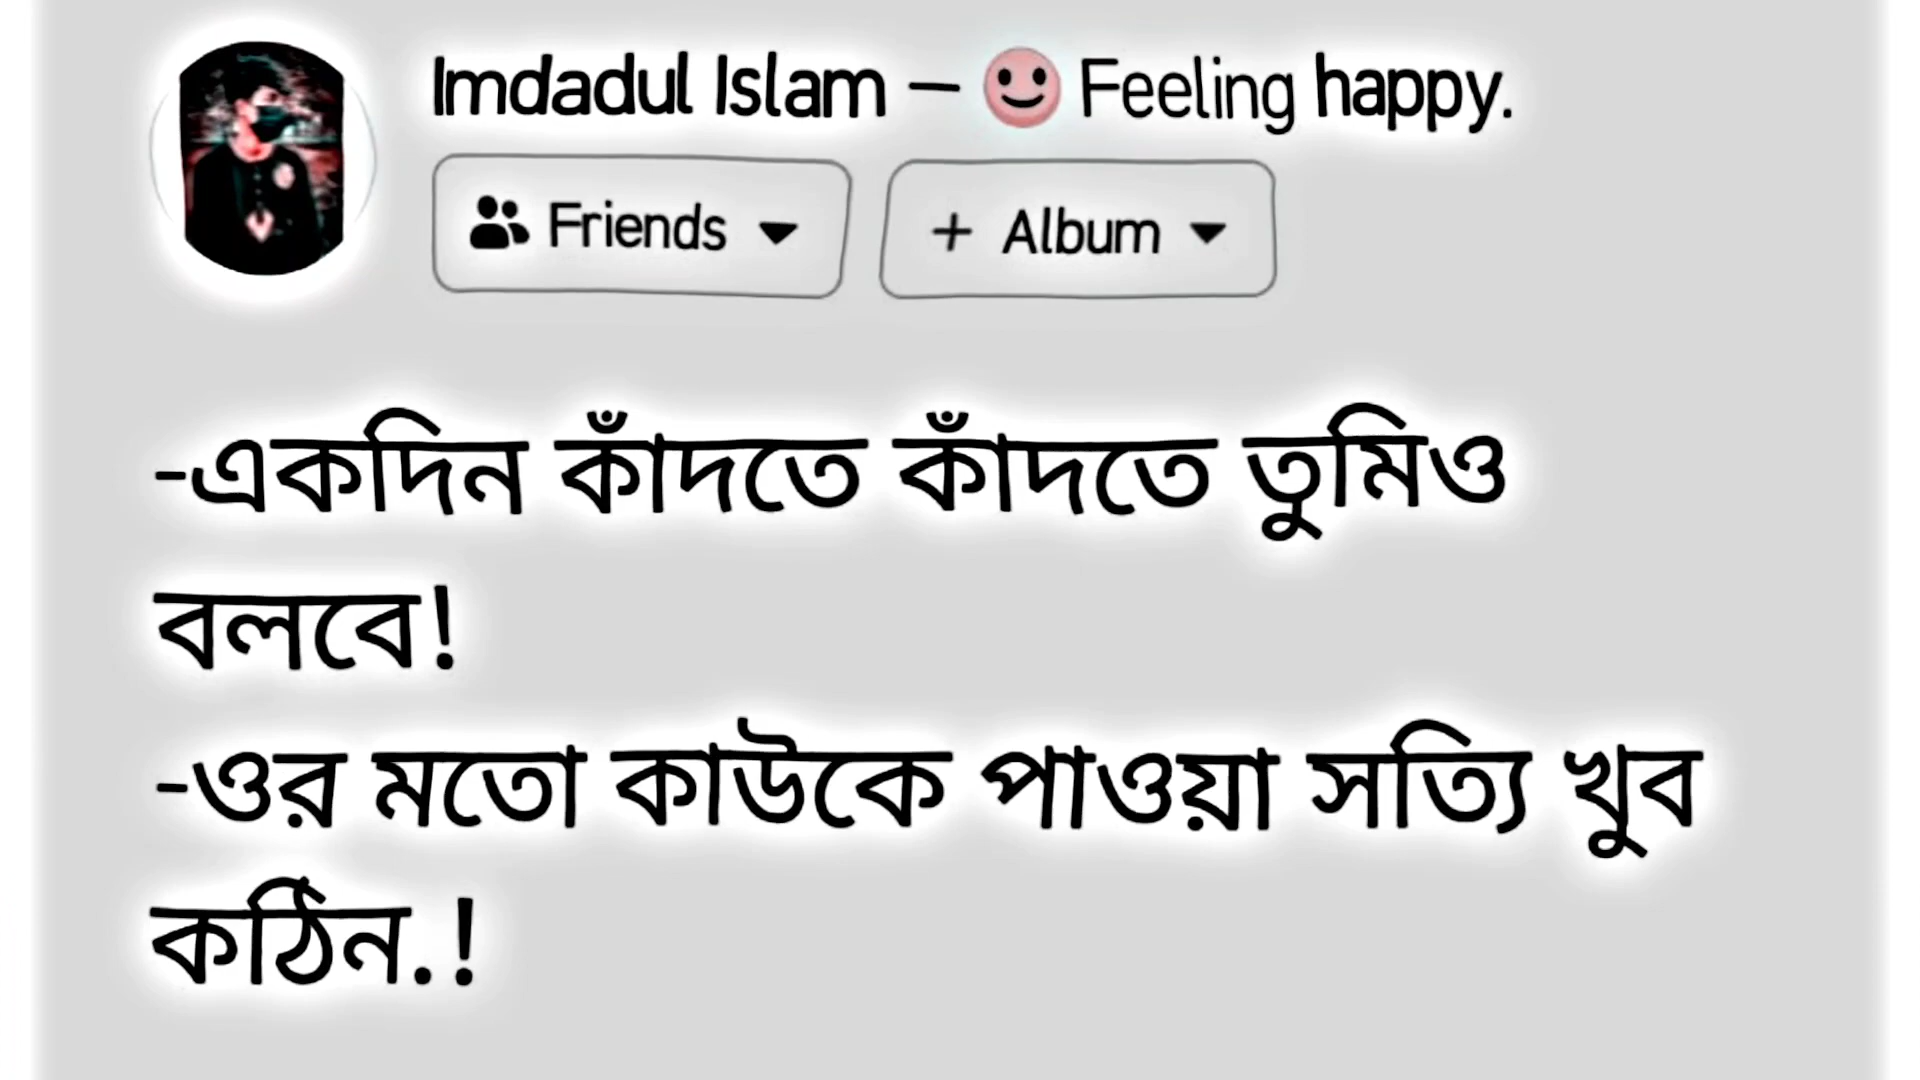 Imdadul Islam – 🙂 Feeling happy.
Friends
+ Album
-একদিন কাঁদতে কাঁদতে তুমিও
বলবে!
-ওর মতো কাউকে পাওয়া সত্যি খুব
কঠিন.!